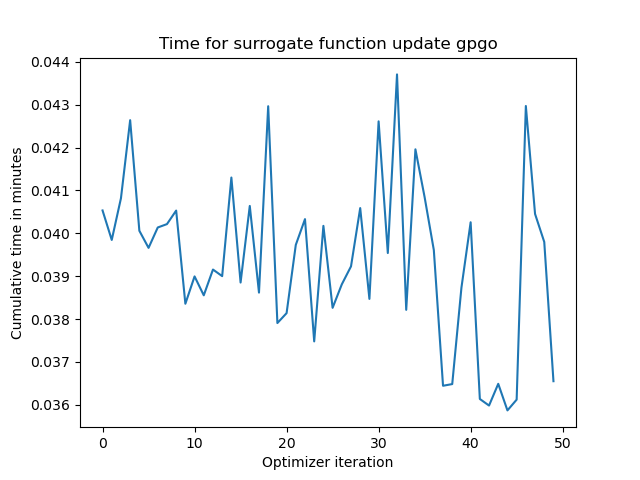 Time for surrogate function update gpgo
Cumulative time in minutes
0.044
0.043
0.042
0.041
0.040
0.039
0.038
0.037
0.036
0 10 20 30 40 50
Optimizer iteration